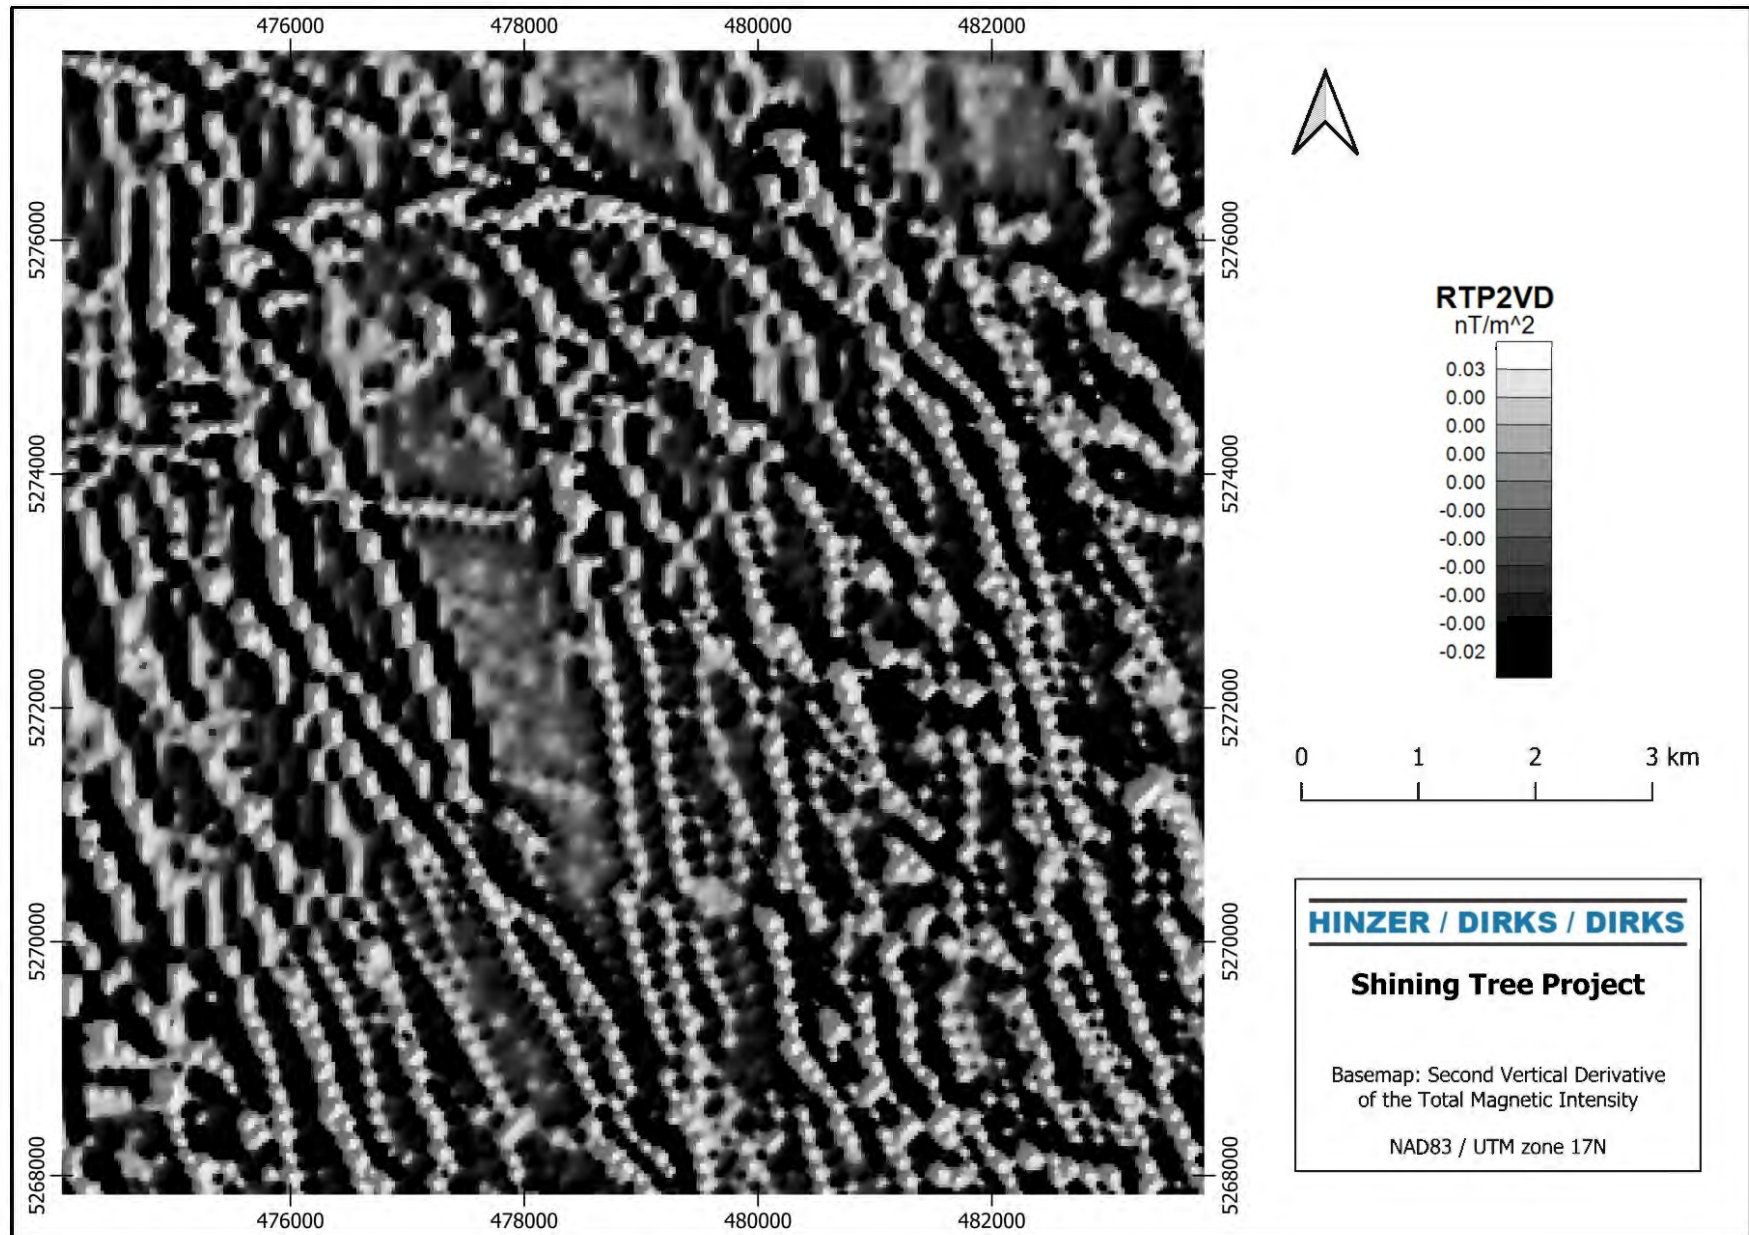 476000 478000 480000 482000
5276000 5276000
5274000 5274000
5272000 5272000
5270000 5270000
5268000 5268000
476000 478000 480000 482000
RTP2VD
nT/m^2
0.03
0.00
0.00
0.00
0.00
-0.00
-0.00
-0.00
-0.00
-0.00
-0.02
0 1 2 3 km
HINZER / DIRKS / DIRKS
Shining Tree Project
Basemap: Second Vertical Derivative
of the Total Magnetic Intensity
NAD83 / UTM zone 17N